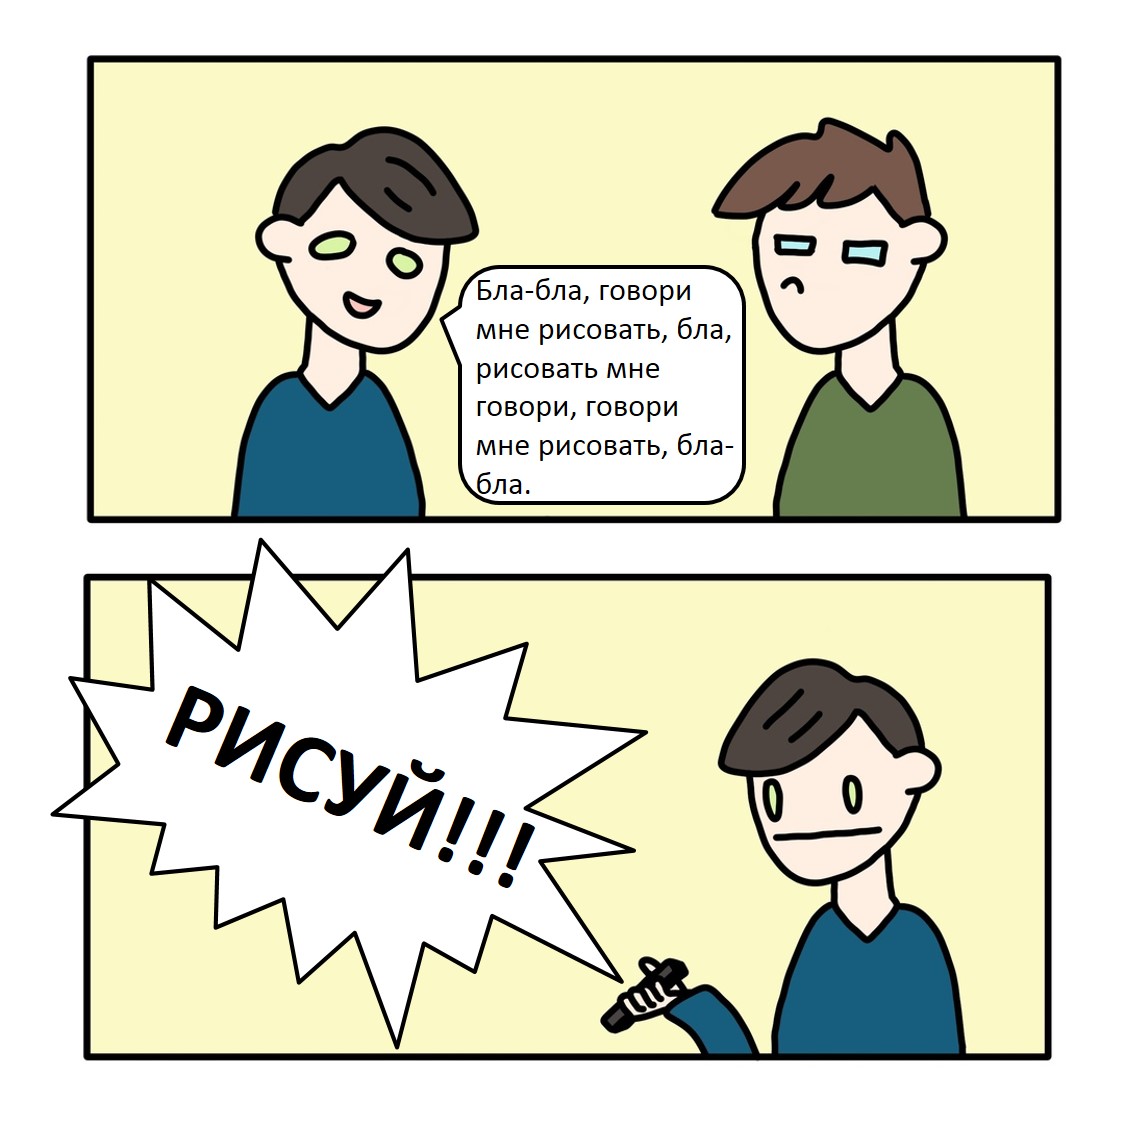 Бла-бла, говори
мне рисовать, бла,
рисовать мне
говори, говори
мне рисовать, бла-
бла.
РИСУЙ!!!